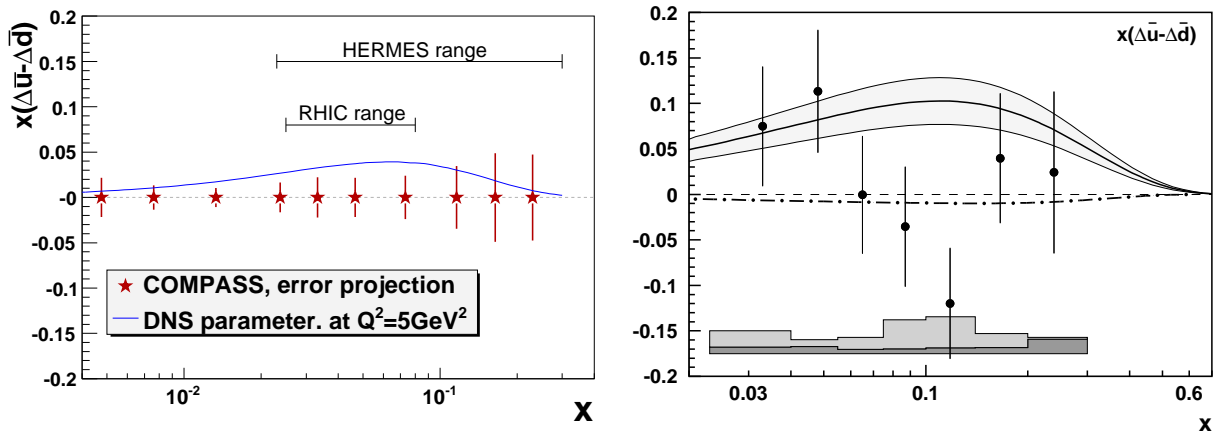 x(Δū-Δd̄)
0.2
0.15
0.1
0.05
-0
-0.05
-0.1
-0.15
-0.2
HERMES range
RHIC range
COMPASS, error projection
DNS parameter. at Q²=5GeV²
10⁻²
10⁻¹
x
x(Δū-Δd̄)
0.2
0.15
0.1
0.05
0
-0.05
-0.1
-0.15
-0.2
0.03
0.1
0.6
x